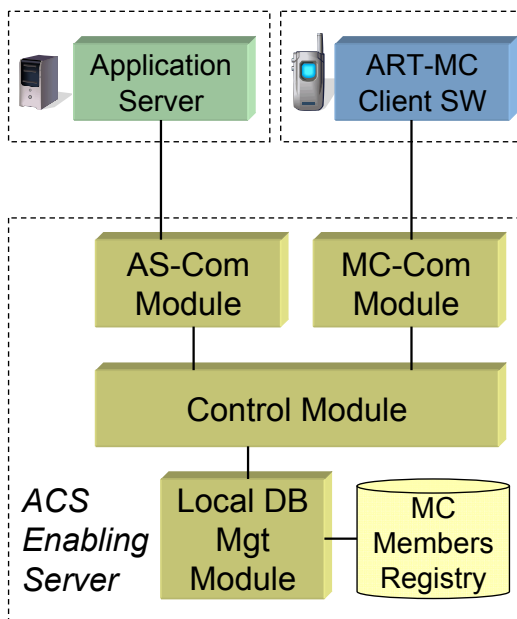 Application
Server
ART-MC
Client SW
AS-Com
Module
MC-Com
Module
Control Module
ACS
Enabling
Server
Local DB
Mgt
Module
MC
Members
Registry